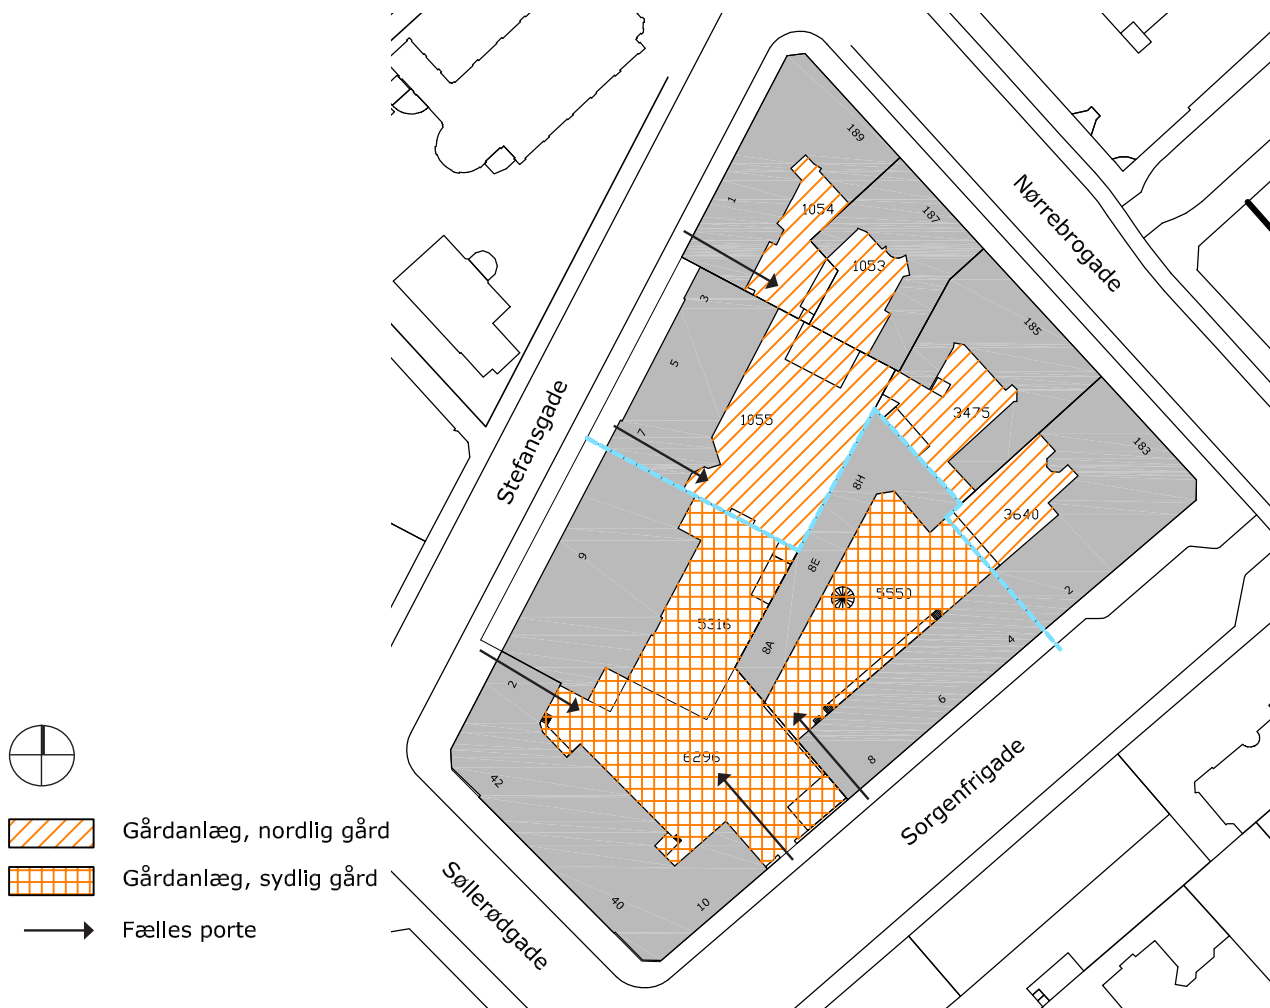 189
187
Nørrebrogade
1
1054
1053
3
185
5
Stefansgade
1055
3475
7
183
8H
3640
9
8E
5550
2
5316
4
8A
2
6
6296
8
42
Sorgenfrigade
Gårdanlæg, nordlig gård
Gårdanlæg, sydlig gård
Fælles porte
Søllerødgade
40
10